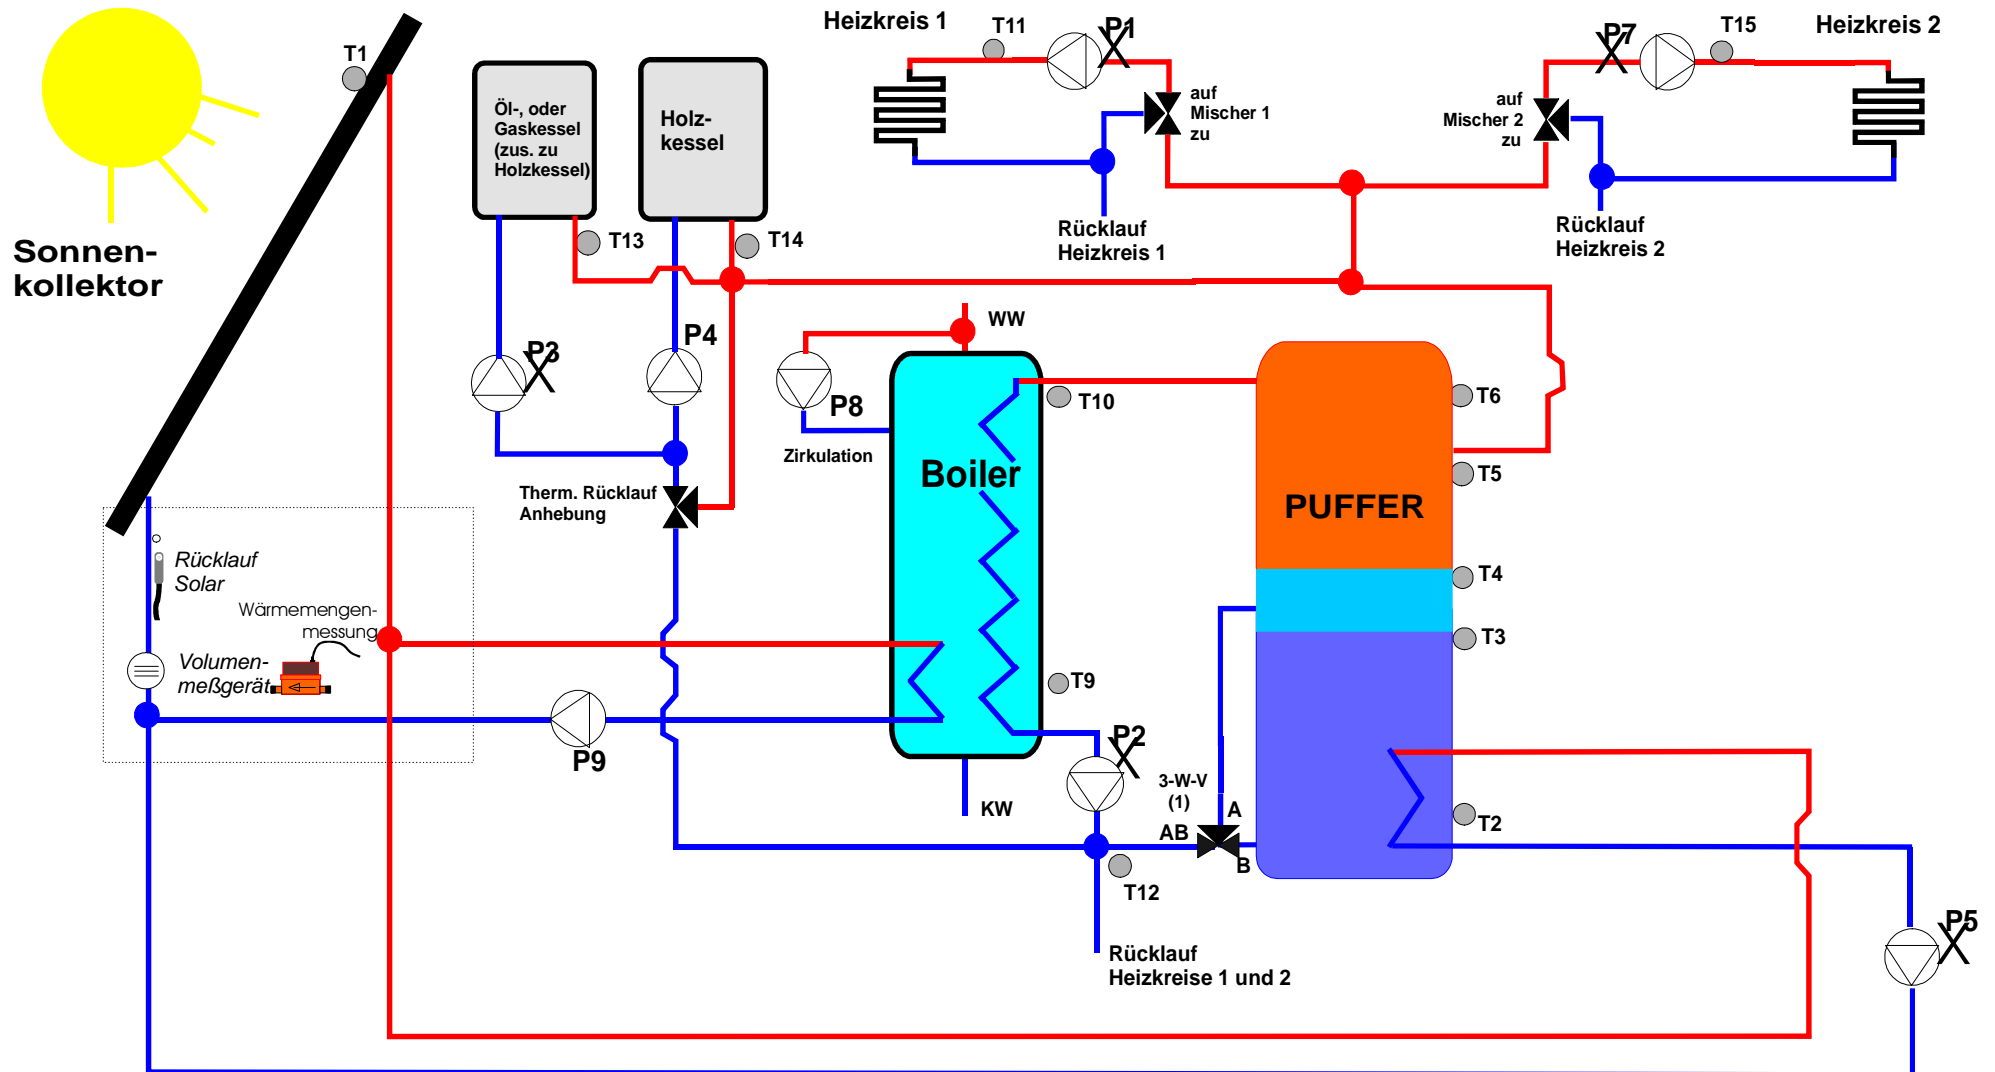 Heizkreis 1
T11
P1
P7
T15
Heizkreis 2
T1
Öl-, oder
Gaskessel
(zus. zu
Holzkessel)
Holz-
kessel
auf
Mischer 1
zu
auf
Mischer 2
zu
Sonnen-
kollektor
T13
T14
Rücklauf
Heizkreis 1
Rücklauf
Heizkreis 2
WW
P3
P4
P8
Zirkulation
T10
T6
Boiler
T5
PUFFER
Therm. Rücklauf
Anhebung
Rücklauf
Solar
T4
Wärmemengen-
messung
T3
Volumen-
meßgerät
T9
P9
P2
3-W-V
(1)
A
KW
AB
B
T2
T12
P5
Rücklauf
Heizkreise 1 und 2